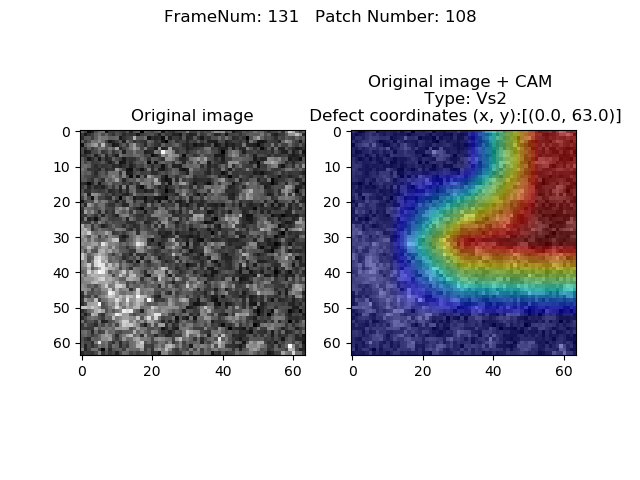 FrameNum: 131   Patch Number: 108
Original image
Original image + CAM
Type: Vs2
Defect coordinates (x, y):[(0.0, 63.0)]
0
10
20
30
40
50
60
0 20 40 60
0
10
20
30
40
50
60
0 20 40 60